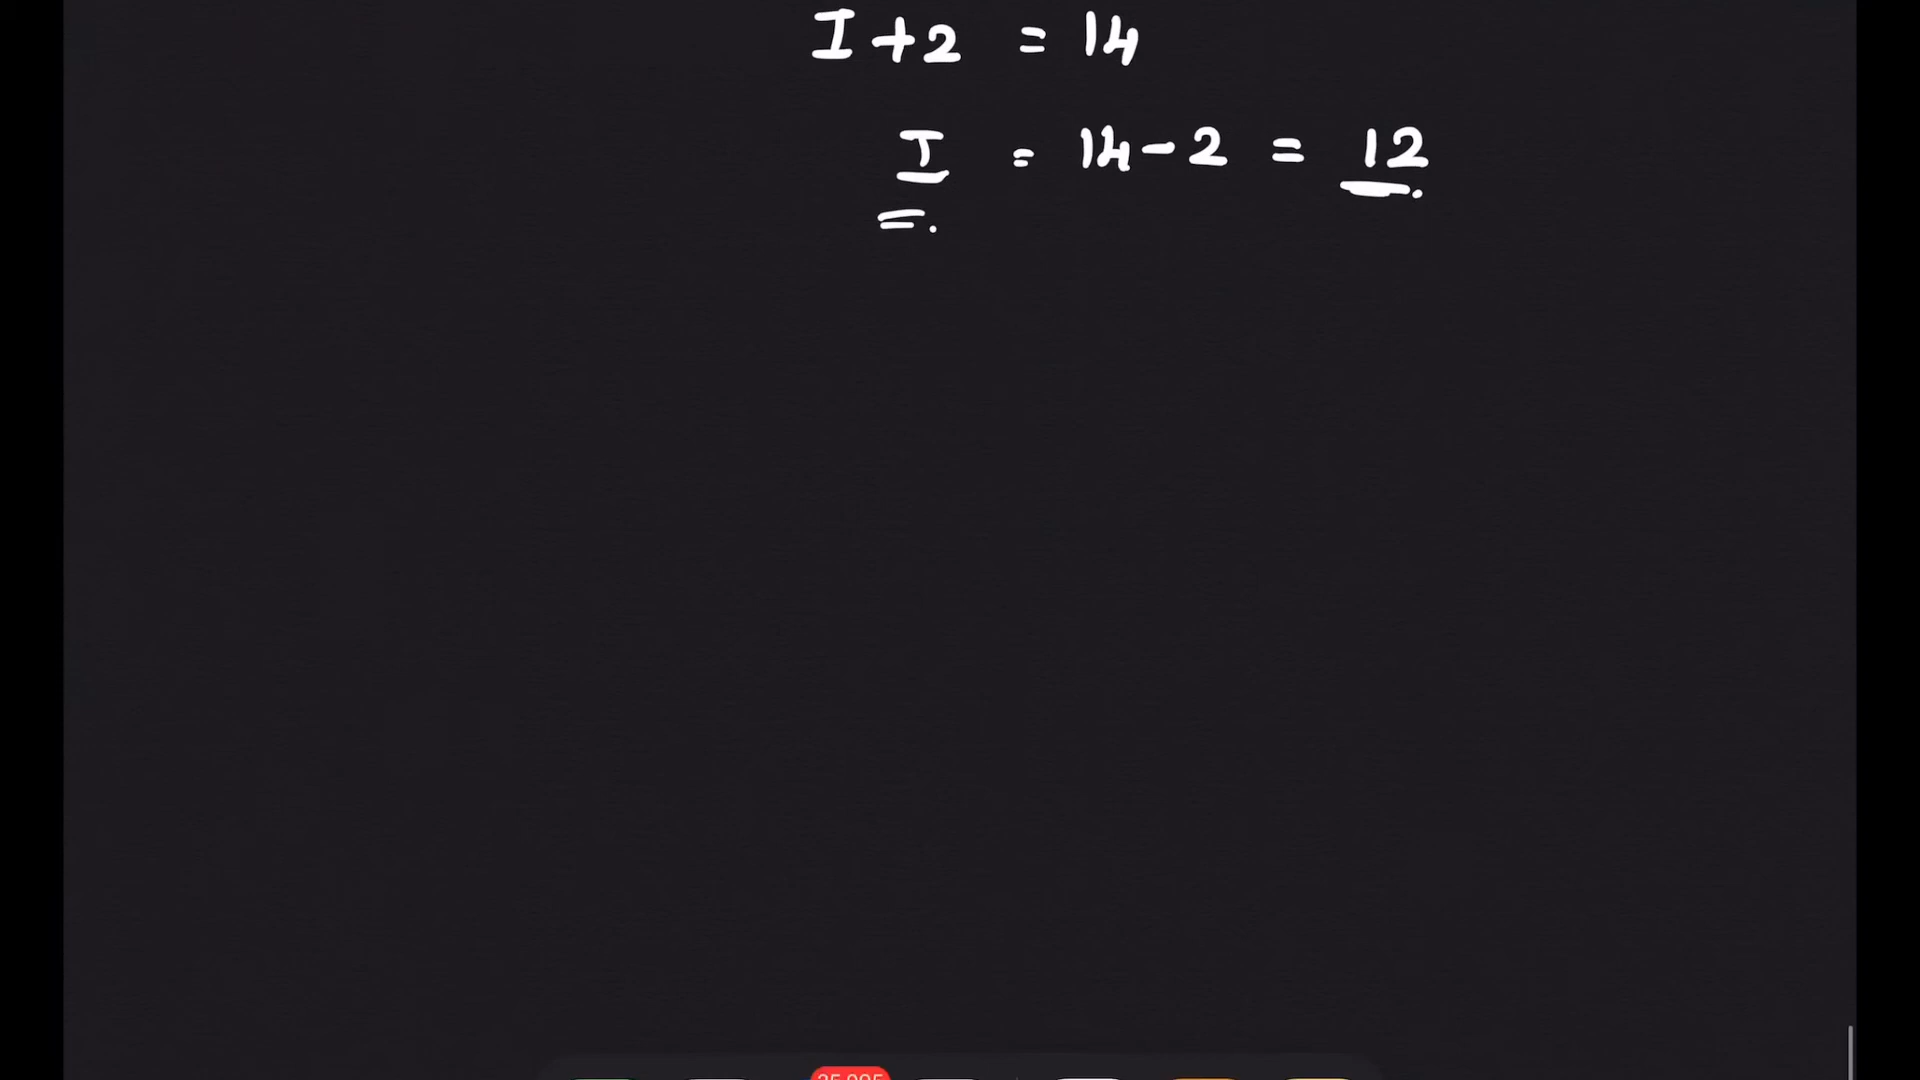 I + 2 = 14
I = 14 - 2 = 12